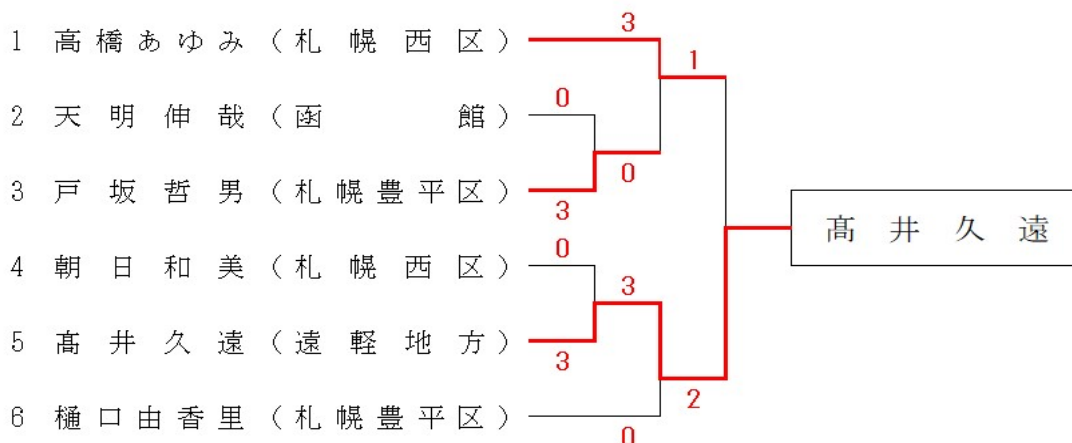 3
1 高橋あゆみ（札幌西区）
1
0
2 天明伸哉（函館）
0
3 戸坂哲男（札幌豊平区）
3
髙井久遠
0
4 朝日和美（札幌西区）
3
5 髙井久遠（遠軽地方）
3
2
6 樋口由香里（札幌豊平区）
0